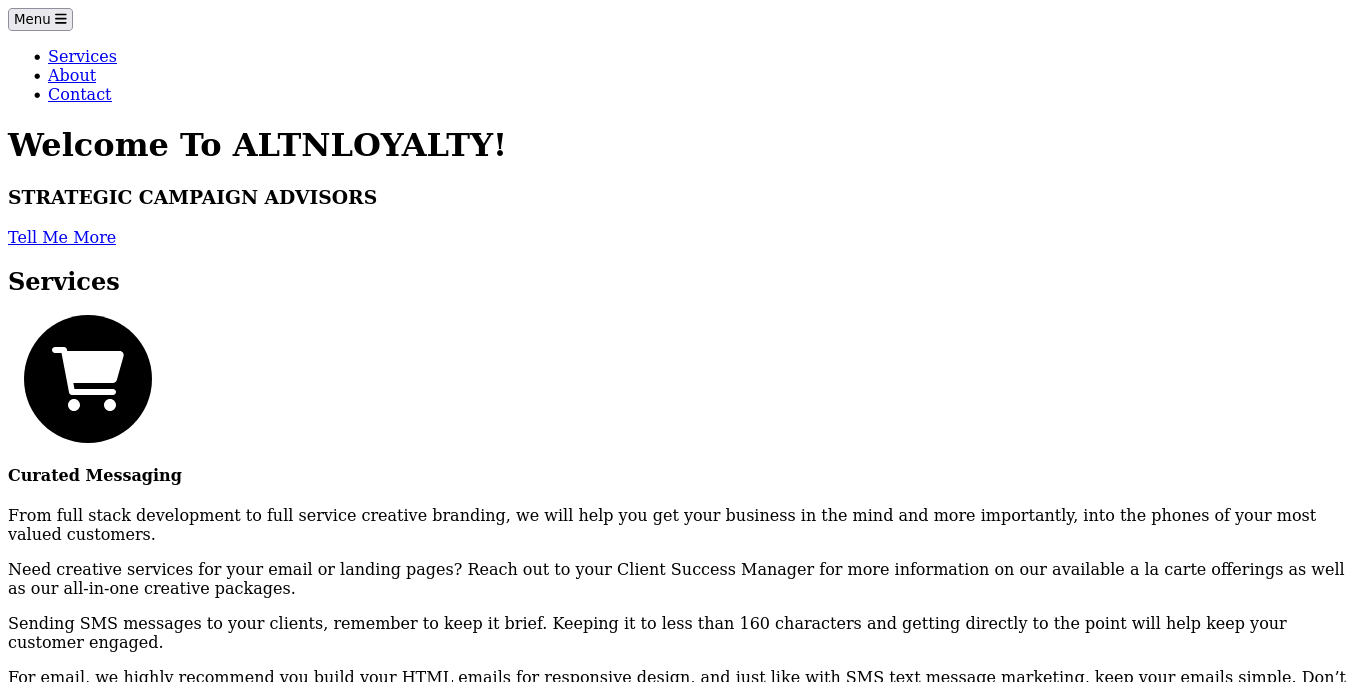 Menu
Services
About
Contact
Welcome To ALTNLOYALTY!
STRATEGIC CAMPAIGN ADVISORS
Tell Me More
Services
Curated Messaging
From full stack development to full service creative branding, we will help you get your business in the mind and more importantly, into the phones of your most
valued customers.
Need creative services for your email or landing pages? Reach out to your Client Success Manager for more information on our available a la carte offerings as well
as our all-in-one creative packages.
Sending SMS messages to your clients, remember to keep it brief. Keeping it to less than 160 characters and getting directly to the point will help keep your
customer engaged.
For email, we highly recommend you build your HTML emails for responsive design, and just like with SMS text message marketing, keep your emails simple. Don’t